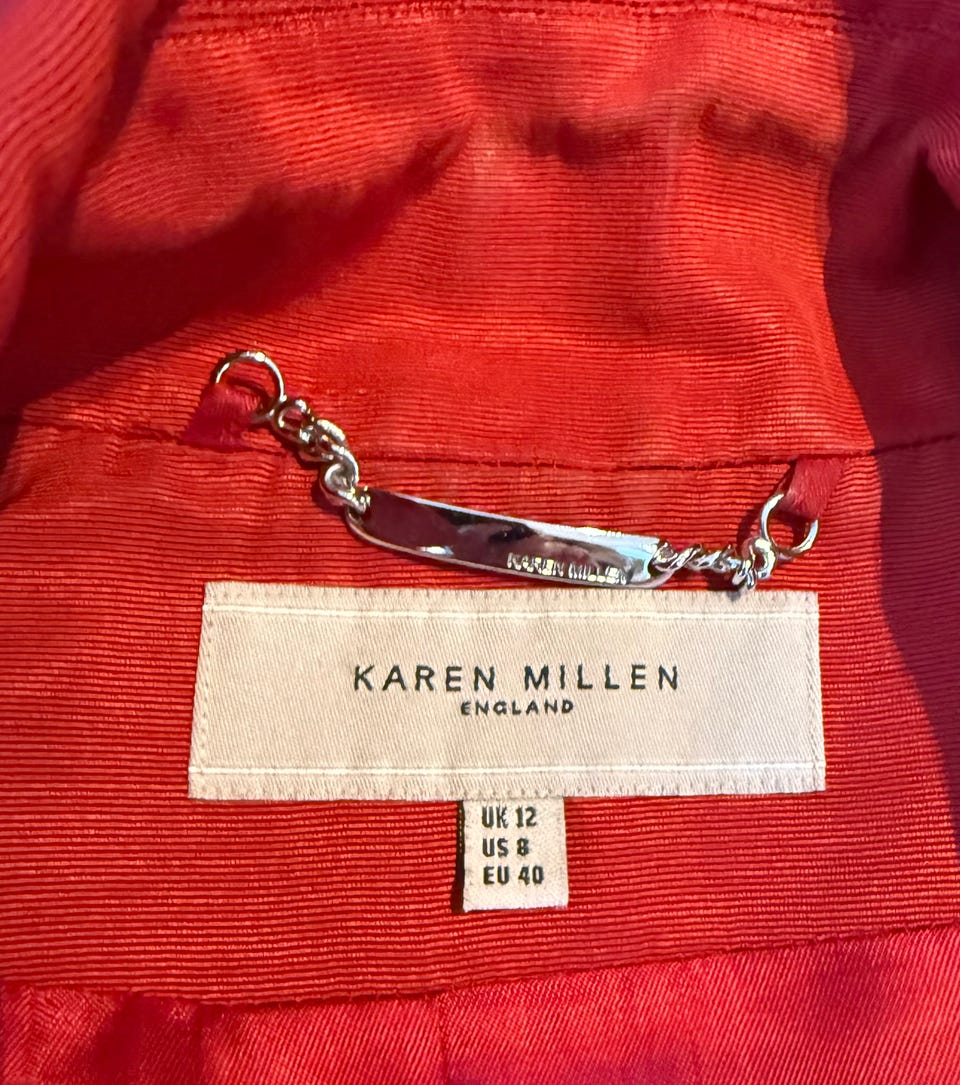 KAREN MILLEN
KAREN MILLEN
ENGLAND
UK 12
US 8
EU 40